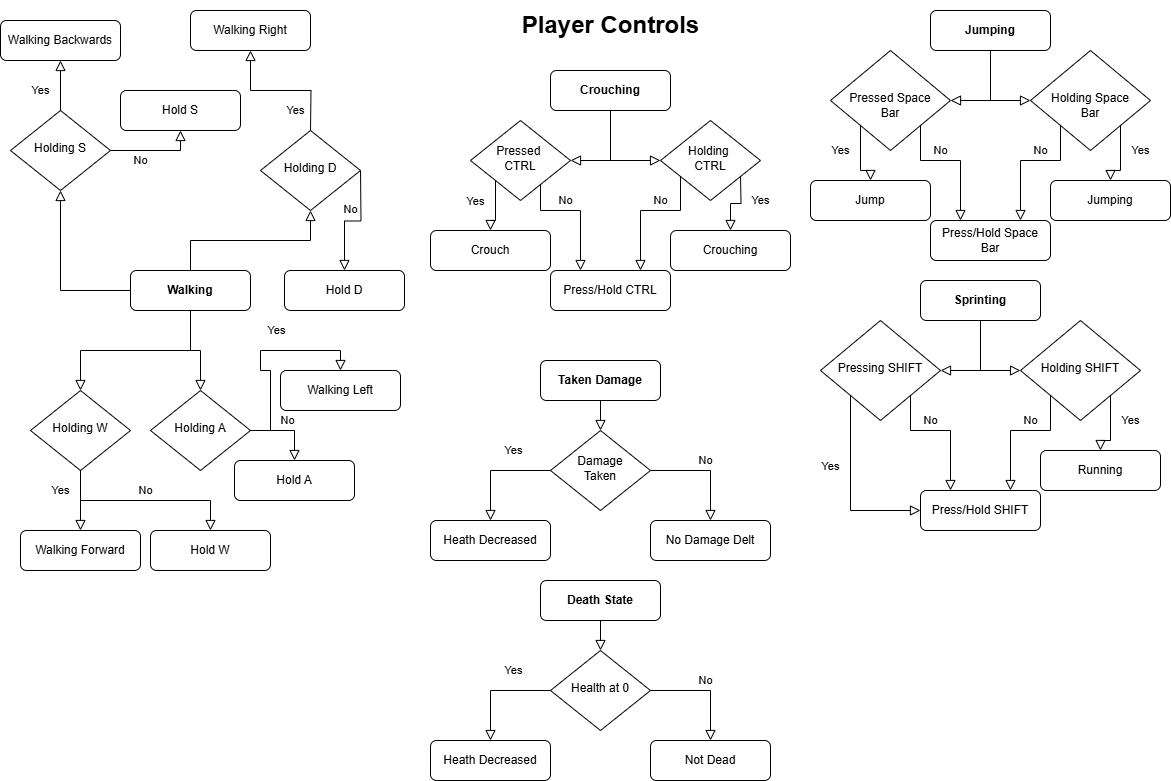 Player Controls
Walking Backwards
Walking Right
Yes
Hold S
Yes
Holding S
No
Holding D
No
Walking
Hold D
Yes
Walking Left
Holding W
Holding A
No
Hold A
Yes
No
Walking Forward
Hold W
Crouching
Pressed
CTRL
Holding
CTRL
Yes
No
No
Yes
Crouch
Crouching
Press/Hold CTRL
Taken Damage
Yes
Damage
Taken
No
Heath Decreased
No Damage Delt
Death State
Yes
Health at 0
No
Heath Decreased
Not Dead
Jumping
Pressed Space
Bar
Holding Space
Bar
Yes
No
No
Yes
Jump
Jumping
Press/Hold Space
Bar
Sprinting
Pressing SHIFT
Holding SHIFT
No
No
Yes
Yes
Running
Press/Hold SHIFT